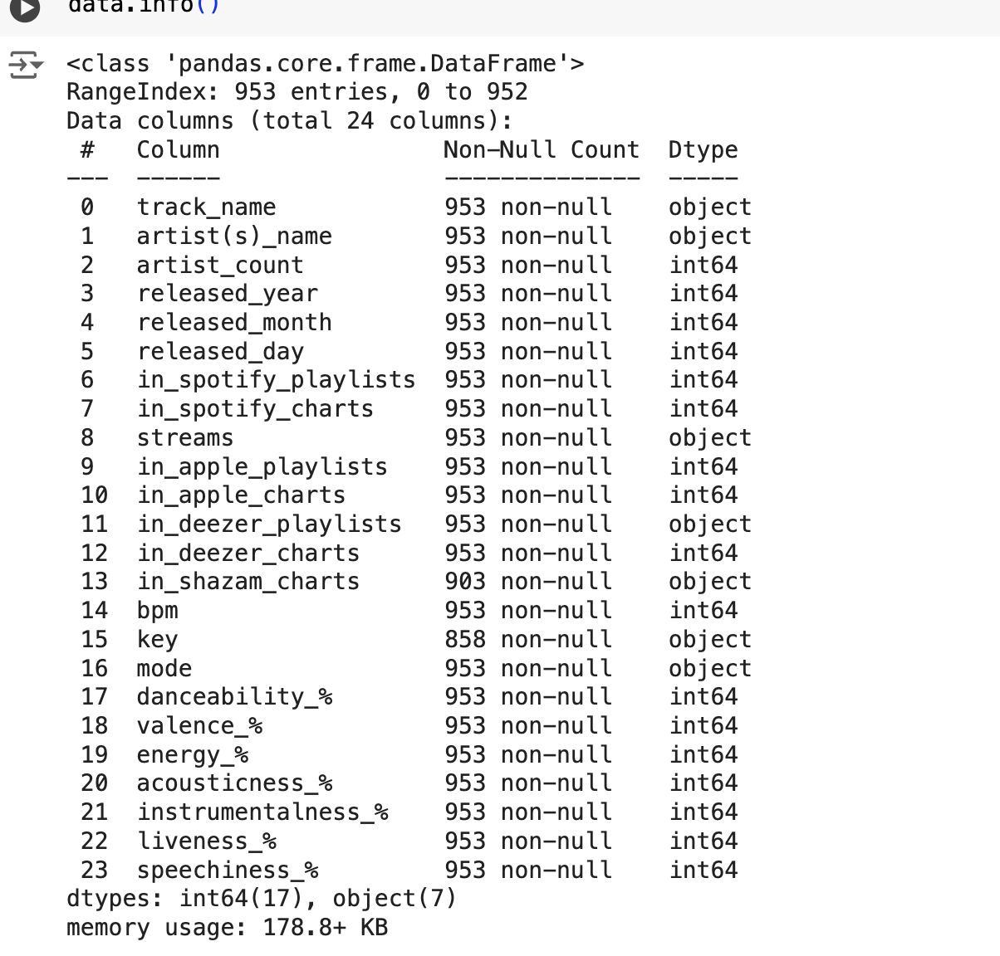 data.info()
<class 'pandas.core.frame.DataFrame'>
RangeIndex: 953 entries, 0 to 952
Data columns (total 24 columns):
 #   Column                Non-Null Count  Dtype
---  ------                --------------  -----
 0   track_name            953 non-null    object
 1   artist(s)_name        953 non-null    object
 2   artist_count          953 non-null    int64
 3   released_year         953 non-null    int64
 4   released_month        953 non-null    int64
 5   released_day          953 non-null    int64
 6   in_spotify_playlists  953 non-null    int64
 7   in_spotify_charts     953 non-null    int64
 8   streams               953 non-null    object
 9   in_apple_playlists    953 non-null    int64
 10  in_apple_charts       953 non-null    int64
 11  in_deezer_playlists   953 non-null    object
 12  in_deezer_charts      953 non-null    int64
 13  in_shazam_charts      903 non-null    object
 14  bpm                   953 non-null    int64
 15  key                   858 non-null    object
 16  mode                  953 non-null    object
 17  danceability_%        953 non-null    int64
 18  valence_%             953 non-null    int64
 19  energy_%              953 non-null    int64
 20  acousticness_%        953 non-null    int64
 21  instrumentalness_%    953 non-null    int64
 22  liveness_%            953 non-null    int64
 23  speechiness_%         953 non-null    int64
dtypes: int64(17), object(7)
memory usage: 178.8+ KB